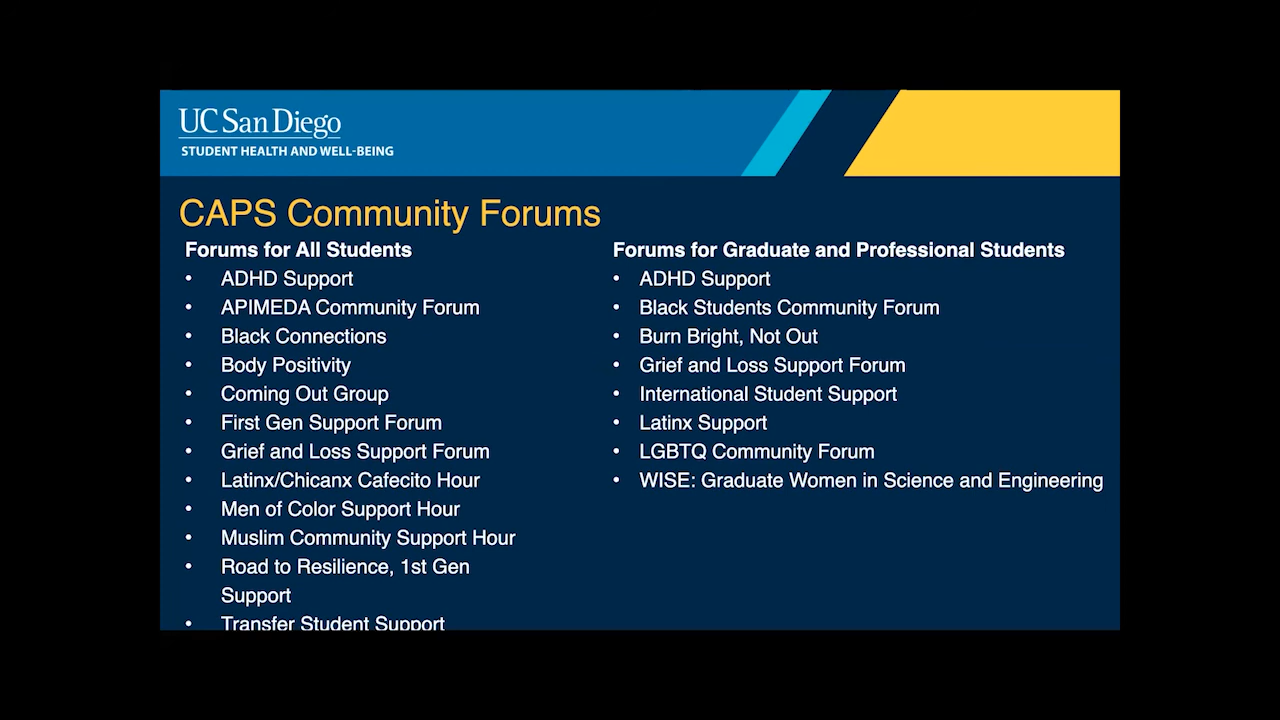 UC San Diego
STUDENT HEALTH AND WELL-BEING
CAPS Community Forums
Forums for All Students
• ADHD Support
• APIMEDA Community Forum
• Black Connections
• Body Positivity
• Coming Out Group
• First Gen Support Forum
• Grief and Loss Support Forum
• Latinx/Chicanx Cafecito Hour
• Men of Color Support Hour
• Muslim Community Support Hour
• Road to Resilience, 1st Gen
Support
• Transfer Student Support
Forums for Graduate and Professional Students
• ADHD Support
• Black Students Community Forum
• Burn Bright, Not Out
• Grief and Loss Support Forum
• International Student Support
• Latinx Support
• LGBTQ Community Forum
• WISE: Graduate Women in Science and Engineering